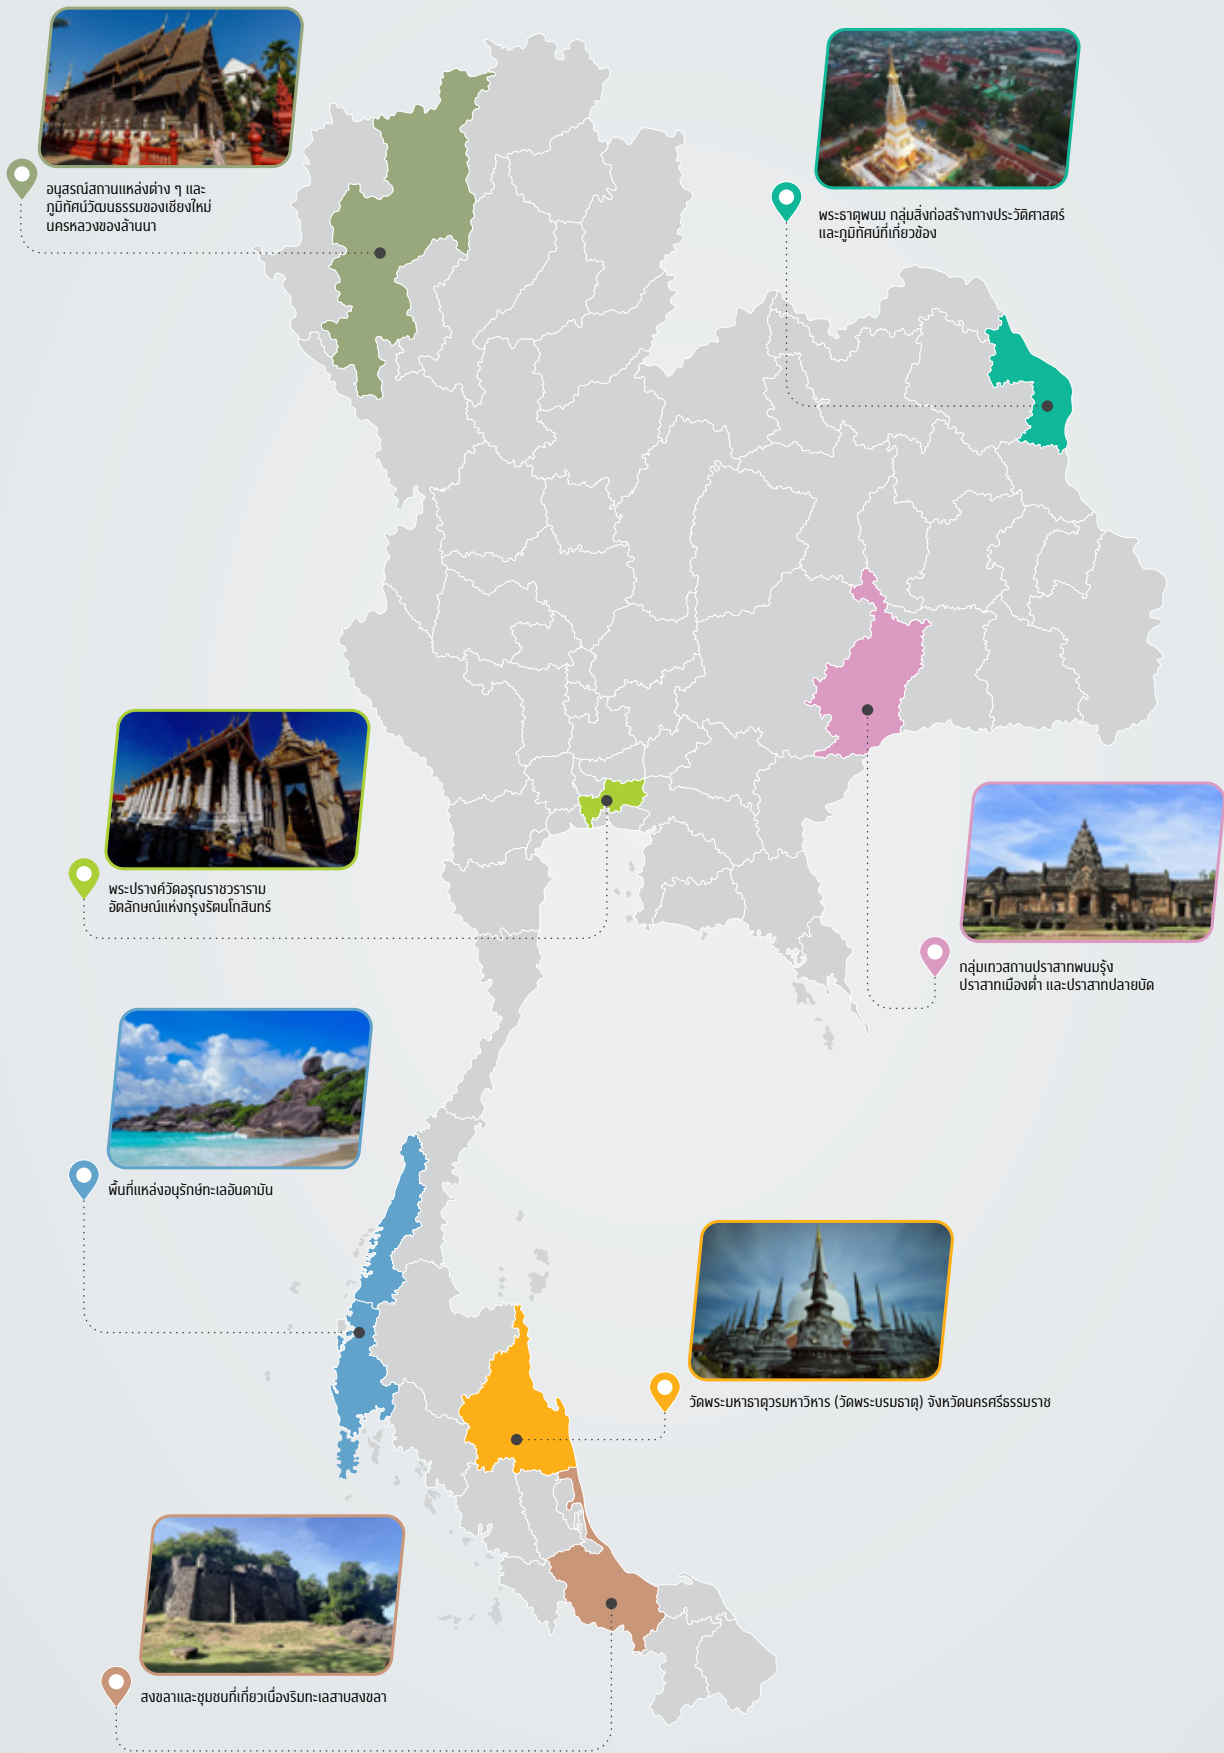 อนุสรณ์สถานแหล่งต่าง ๆ และ
ภูมิทัศน์วัฒนธรรมของเชียงใหม่
นครหลวงของล้านนา
พระธาตุพนม กลุ่มสิ่งก่อสร้างทางประวัติศาสตร์
และภูมิทัศน์ที่เกี่ยวข้อง
พระปรางค์วัดอรุณราชวราราม
อัตลักษณ์แห่งกรุงรัตนโกสินทร์
กลุ่มเทวสถานปราสาทพนมรุ้ง
ปราสาทเมืองต่ำ และปราสาทปลายบัด
พื้นที่แหล่งอนุรักษ์ทะเลอันดามัน
วัดพระมหาธาตุวรมหาวิหาร (วัดพระบรมธาตุ) จังหวัดนครศรีธรรมราช
สงขลาและชุมชนที่เกี่ยวเนื่องริมทะเลสาบสงขลา